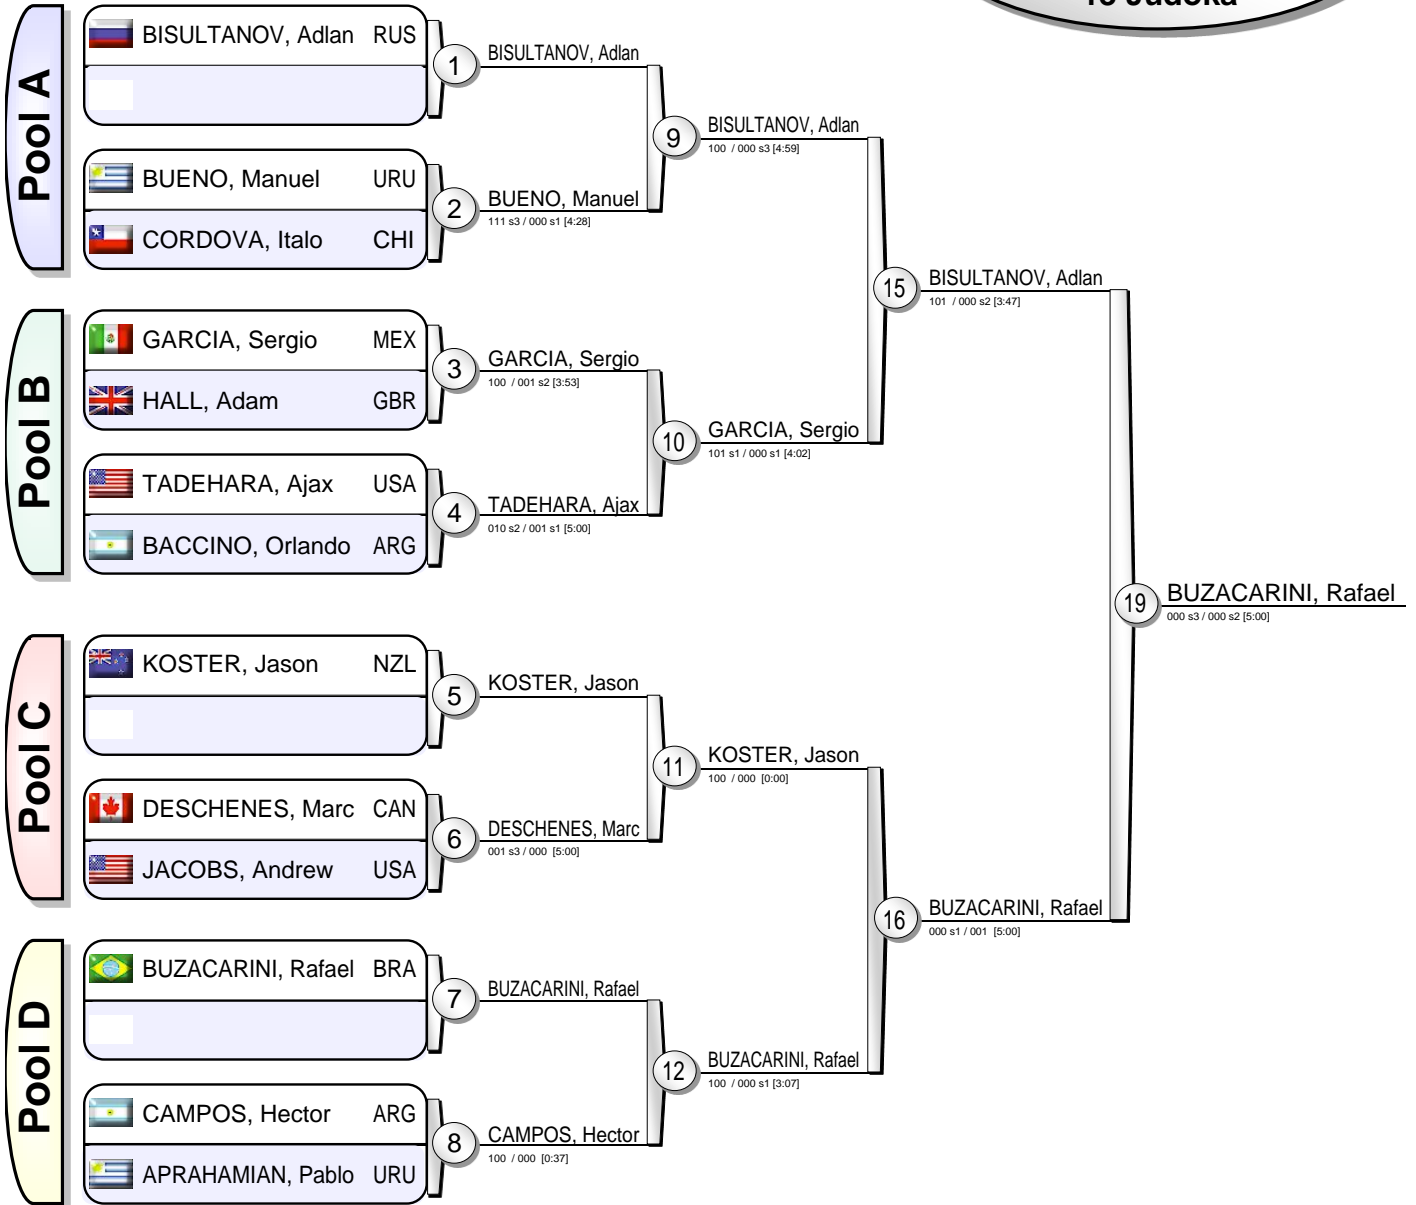 13 Judoka
Pool A
BISULTANOV, Adlan RUS
BUENO, Manuel URU
CORDOVA, Italo CHI
Pool B
GARCIA, Sergio MEX
HALL, Adam GBR
TADEHARA, Ajax USA
BACCINO, Orlando ARG
Pool C
KOSTER, Jason NZL
DESCHENES, Marc CAN
JACOBS, Andrew USA
Pool D
BUZACARINI, Rafael BRA
CAMPOS, Hector ARG
APRAHAMIAN, Pablo URU
1 BISULTANOV, Adlan
2 BUENO, Manuel
111 s3 / 000 s1 [4:28]
3 GARCIA, Sergio
100 / 001 s2 [3:53]
4 TADEHARA, Ajax
010 s2 / 001 s1 [5:00]
5 KOSTER, Jason
6 DESCHENES, Marc
001 s3 / 000 [5:00]
7 BUZACARINI, Rafael
8 CAMPOS, Hector
100 / 000 [0:37]
9 BISULTANOV, Adlan
100 / 000 s3 [4:59]
10 GARCIA, Sergio
101 s1 / 000 s1 [4:02]
11 KOSTER, Jason
100 / 000 [0:00]
12 BUZACARINI, Rafael
100 / 000 s1 [3:07]
15 BISULTANOV, Adlan
101 / 000 s2 [3:47]
16 BUZACARINI, Rafael
000 s1 / 001 [5:00]
19 BUZACARINI, Rafael
000 s3 / 000 s2 [5:00]